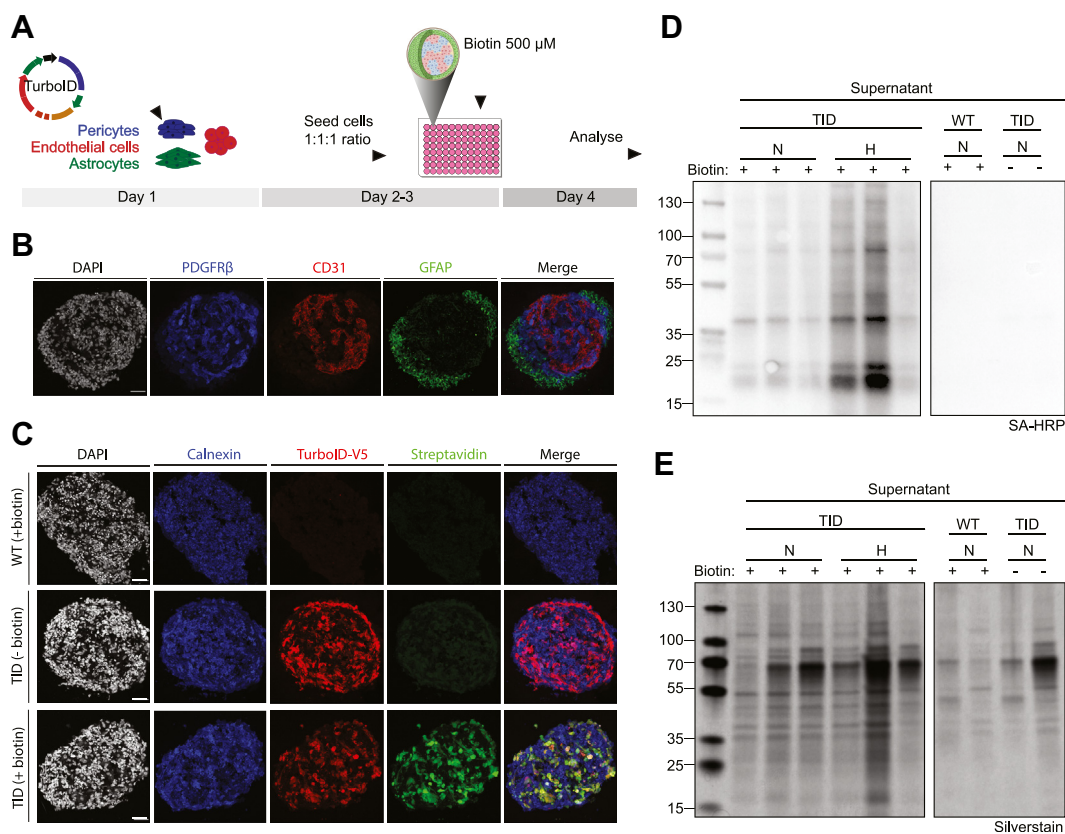 A
TurboID
Pericytes
Endothelial cells
Astrocytes
Seed cells
1:1:1 ratio
Biotin 500 µM
Analyse
Day 1 Day 2-3 Day 4
B
DAPI PDGFRβ CD31 GFAP Merge
C
DAPI Calnexin TurboID-V5 Streptavidin Merge
WT (+biotin)
TID (- biotin)
TID (+ biotin)
D
Supernatant
TID WT TID
N H N N
Biotin: + + + + + + + + - -
130
100
70
55
35
25
15
SA-HRP
E
Supernatant
TID WT TID
N H N N
Biotin: + + + + + + + + - -
130
100
70
55
35
25
15
Silverstain